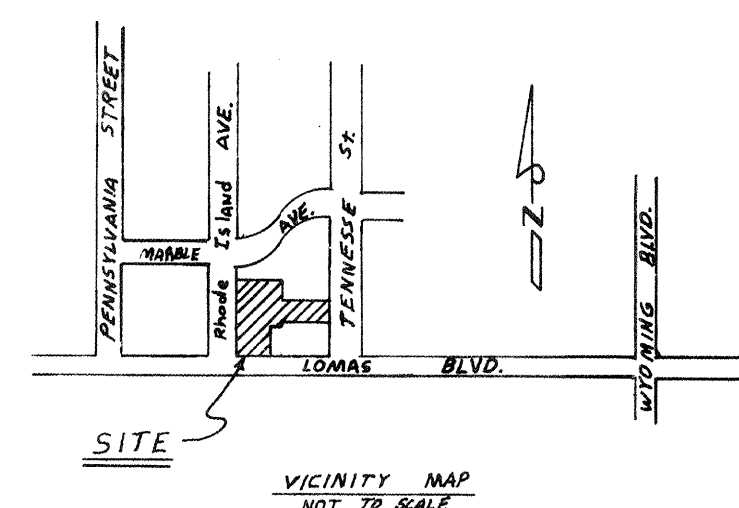 PENNSYLVANIA STREET
Rhode Island AVE.
MARBLE AVE.
TENNESSE St.
N
WYOMING BLVD.
LOMAS BLVD.
SITE
VICINITY MAP
NOT TO SCALE